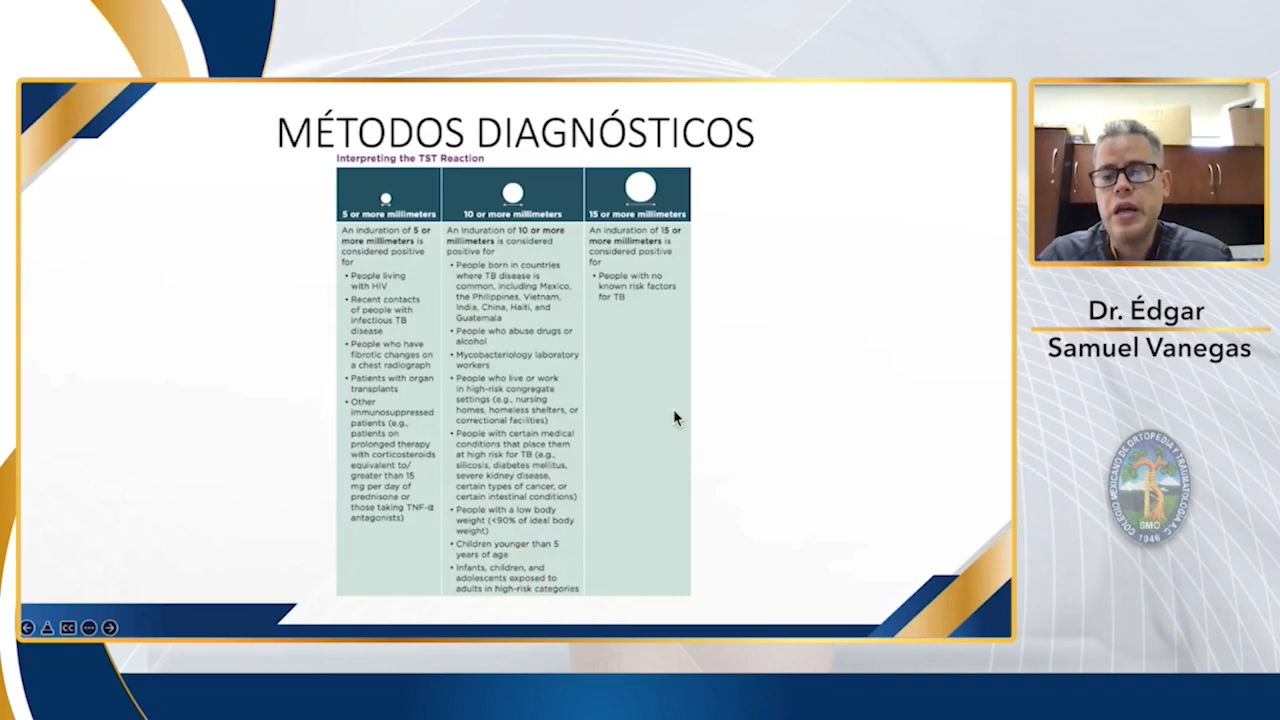 MÉTODOS DIAGNÓSTICOS
Interpreting the TST Reaction
5 or more millimeters
An induration of 5 or
more millimeters is
considered positive
for
• People living
with HIV
• Recent contacts
of people with
infectious TB
disease
• People who have
fibrotic changes on
a chest radiograph
• Patients with organ
transplants
• Other
immunosuppressed
patients (e.g.,
patients on
prolonged therapy
with corticosteroids
equivalent to/
greater than 15
mg per day of
prednisone or
those taking TNF-α
antagonists)
10 or more millimeters
An induration of 10 or more
millimeters is considered
positive for
• People born in countries
where TB disease is
common, including Mexico,
the Philippines, Vietnam,
India, China, Haiti, and
Guatemala
• People who abuse drugs or
alcohol
• Mycobacteriology laboratory
workers
• People who live or work
in high-risk congregate
settings (e.g., nursing
homes, homeless shelters, or
correctional facilities)
• People with certain medical
conditions that place them
at high risk for TB (e.g.,
silicosis, diabetes mellitus,
severe kidney disease,
certain types of cancer, or
certain intestinal conditions)
• People with a low body
weight (<90% of ideal body
weight)
• Children younger than 5
years of age
• Infants, children, and
adolescents exposed to
adults in high-risk categories
15 or more millimeters
An induration of 15 or
more millimeters is
considered positive
for
• People with no
known risk factors
for TB
CC
Dr. Édgar
Samuel Vanegas
COLEGIO MEXICANO DE ORTOPEDIA Y TRAUMATOLOGIA A.C.
SMO
1946